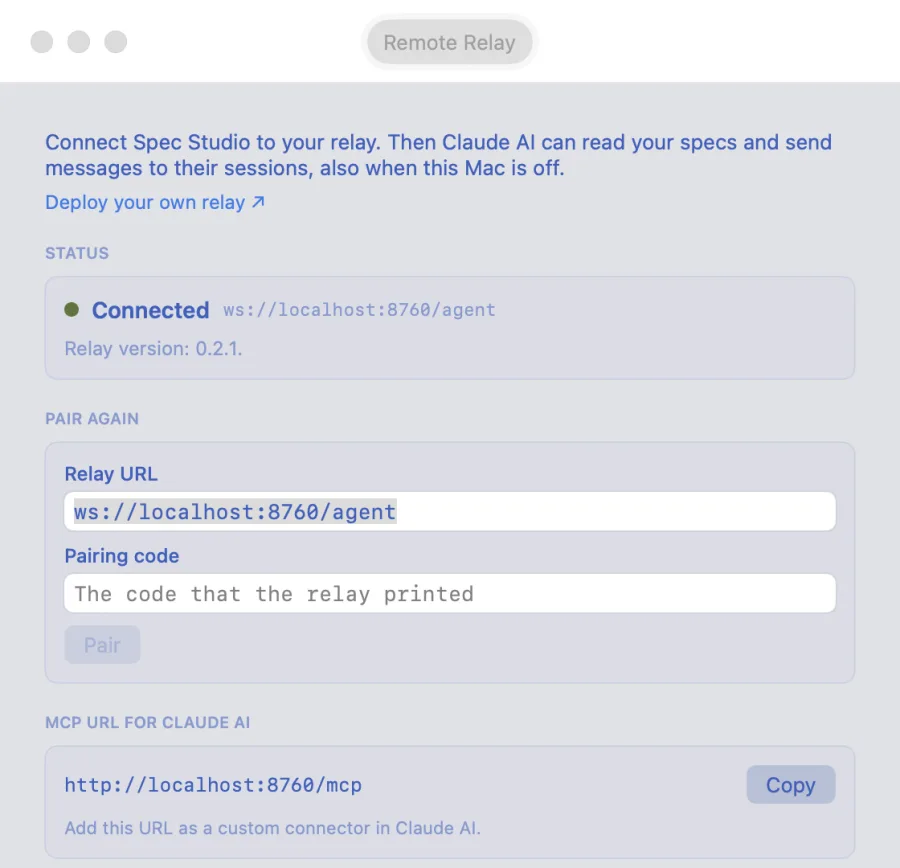 Remote Relay
Connect Spec Studio to your relay. Then Claude AI can read your specs and send
messages to their sessions, also when this Mac is off.
Deploy your own relay ↗
STATUS
Connected ws://localhost:8760/agent
Relay version: 0.2.1.
PAIR AGAIN
Relay URL
ws://localhost:8760/agent
Pairing code
The code that the relay printed
Pair
MCP URL FOR CLAUDE AI
http://localhost:8760/mcp
Copy
Add this URL as a custom connector in Claude AI.